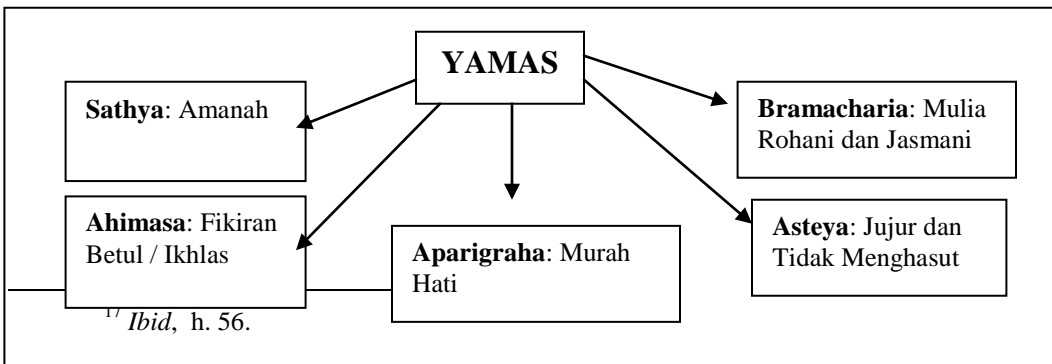 YAMAS
Sathya: Amanah
Bramacharia: Mulia
Rohani dan Jasmani
Ahimasa: Fikiran
Betul / Ikhlas
Aparigraha: Murah
Hati
Asteya: Jujur dan
Tidak Menghasut
17 Ibid, h. 56.